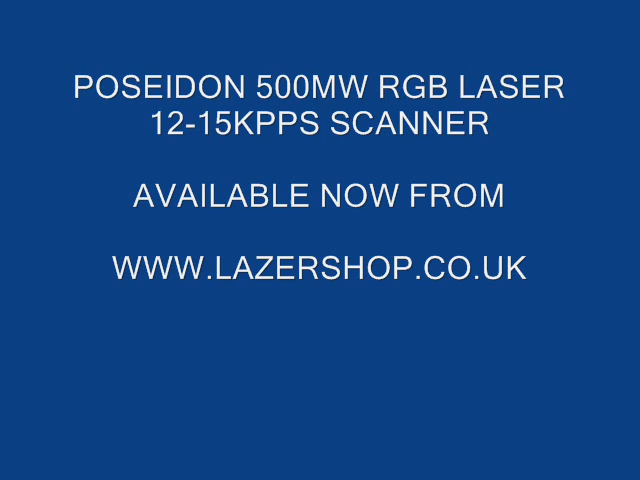 POSEIDON 500MW RGB LASER
12-15KPPS SCANNER
AVAILABLE NOW FROM
WWW.LAZERSHOP.CO.UK